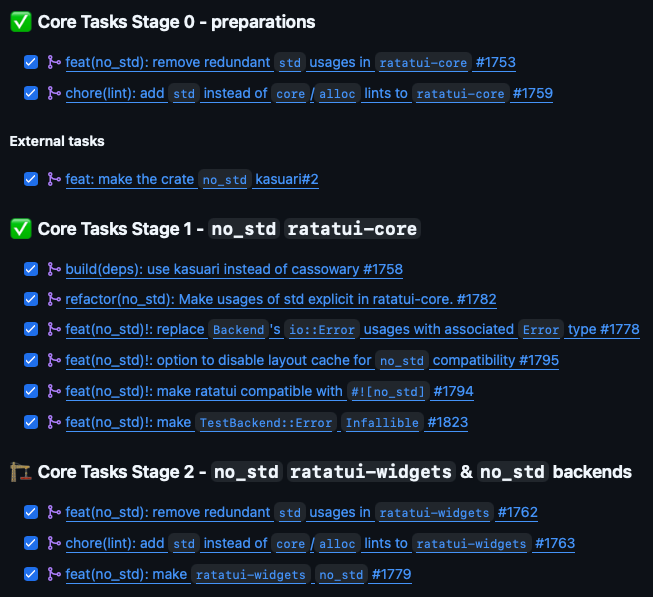 Core Tasks Stage 0 - preparations
feat(no_std): remove redundant std usages in ratatui-core #1753
chore(lint): add std instead of core/alloc lints to ratatui-core #1759
External tasks
feat: make the crate no_std kasuari#2
Core Tasks Stage 1 - no_std ratatui-core
build(deps): use kasuari instead of cassowary #1758
refactor(no_std): Make usages of std explicit in ratatui-core. #1782
feat(no_std)!: replace Backend's io::Error usages with associated Error type #1778
feat(no_std)!: option to disable layout cache for no_std compatibility #1795
feat(no_std)!: make ratatui compatible with #![no_std] #1794
feat(no_std)!: make TestBackend::Error Infallible #1823
Core Tasks Stage 2 - no_std ratatui-widgets & no_std backends
feat(no_std): remove redundant std usages in ratatui-widgets #1762
chore(lint): add std instead of core/alloc lints to ratatui-widgets #1763
feat(no_std): make ratatui-widgets no_std #1779